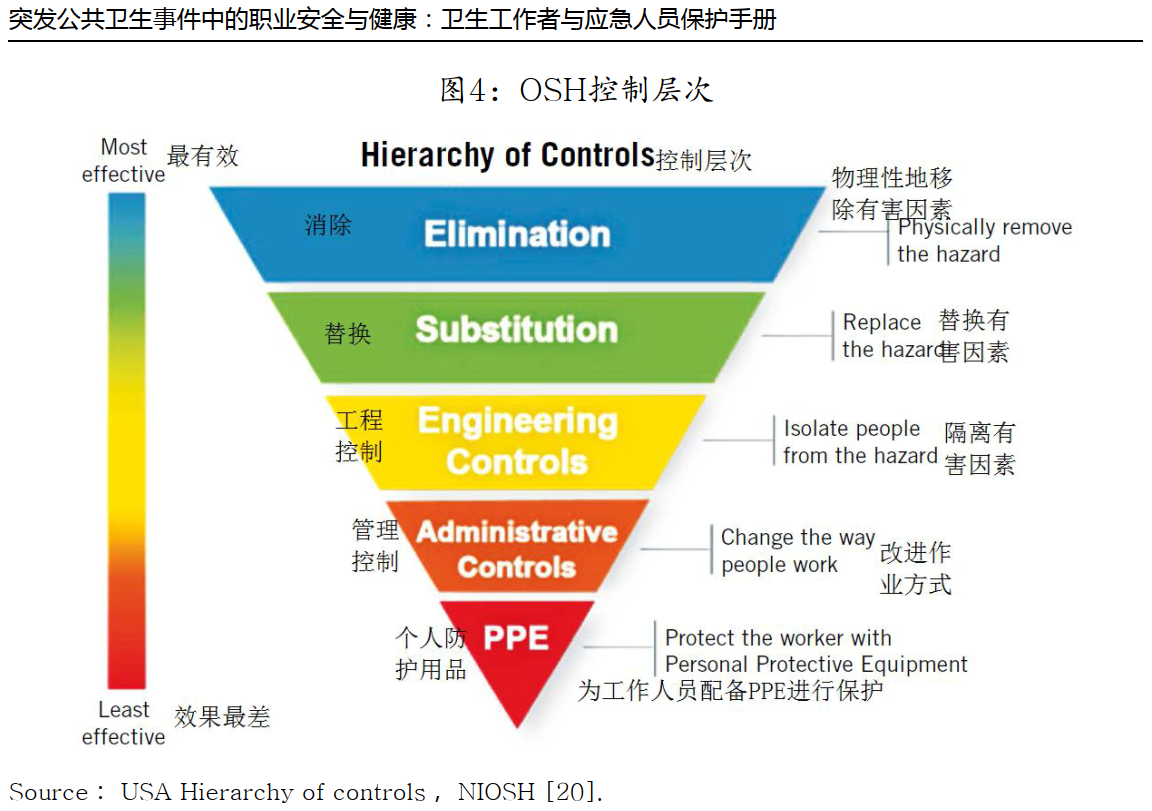 突发公共卫生事件中的职业安全与健康：卫生工作者与应急人员保护手册
图4：OSH控制层次
Hierarchy of Controls控制层次
Most
effective
最有效
消除
Elimination
物理性地移
除有害因素
Physically remove
the hazard
替换
Substitution
Replace
the hazard
替换有
害因素
工程
控制
Engineering
Controls
Isolate people
from the hazard
隔离有
害因素
管理
控制
Administrative
Controls
Change the way
people work
改进作
业方式
个人防
护用品
PPE
Protect the worker with
Personal Protective Equipment
为工作人员配备PPE进行保护
Least
effective
效果最差
Source： USA Hierarchy of controls， NIOSH [20].